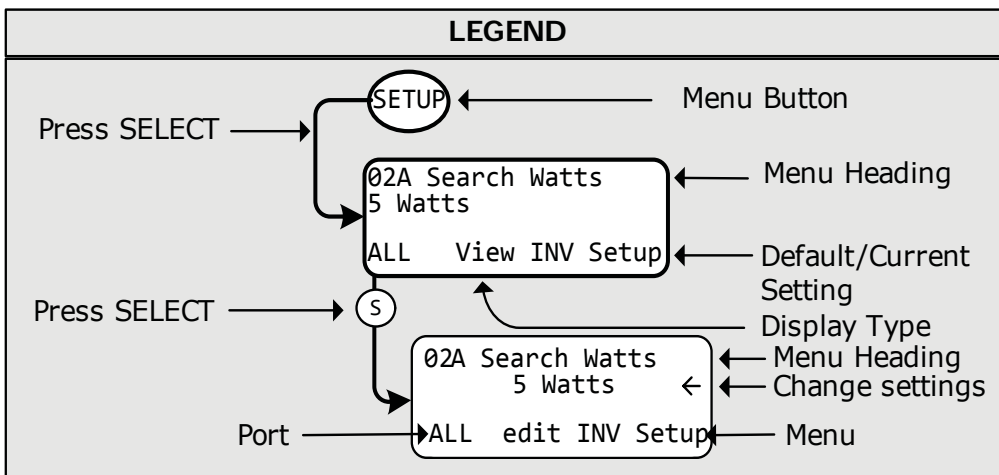 LEGEND
SETUP
Menu Button
Press SELECT
02A Search Watts
5 Watts
ALL View INV Setup
Menu Heading
Default/Current
Setting
Display Type
Press SELECT
S
02A Search Watts
5 Watts ←
ALL edit INV Setup
Menu Heading
Change settings
Port
Menu